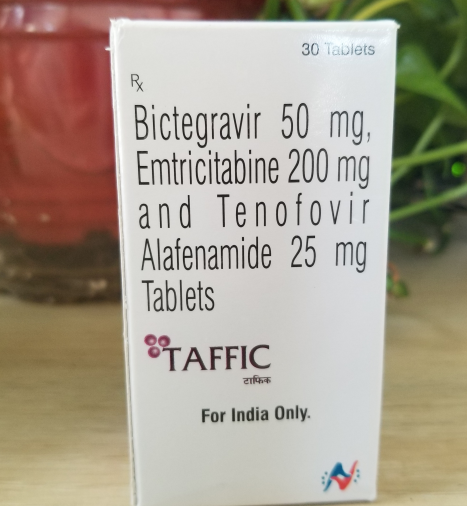 30 Tablets
Rx
Bictegravir 50 mg,
Emtricitabine 200 mg
and Tenofovir
Alafenamide 25 mg
Tablets
TAFFIC
टाफिक
For India Only.